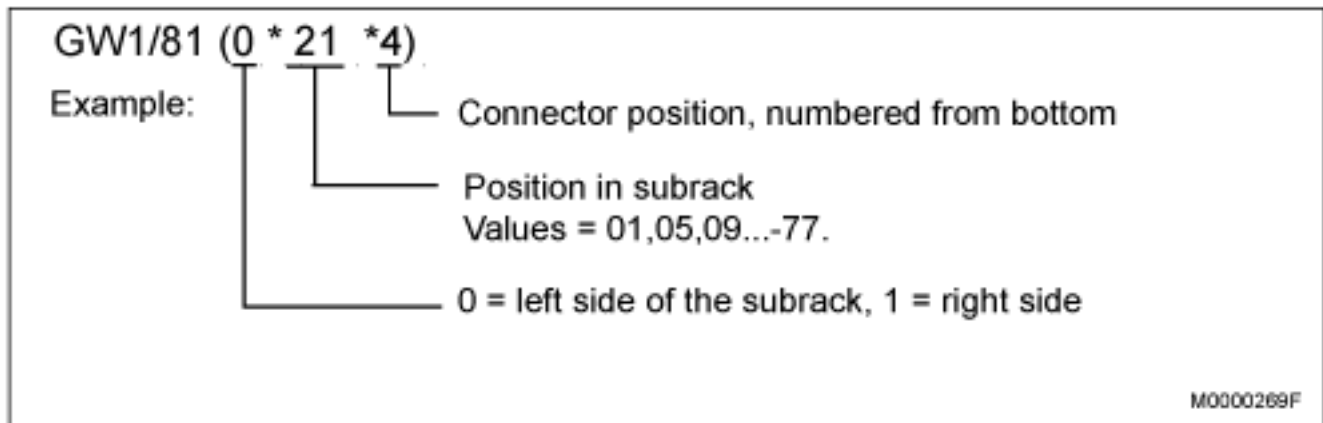 GW1/81 (0 * 21 *4)
Example:
Connector position, numbered from bottom
Position in subrack
Values = 01,05,09...-77.
0 = left side of the subrack, 1 = right side
M0000269F